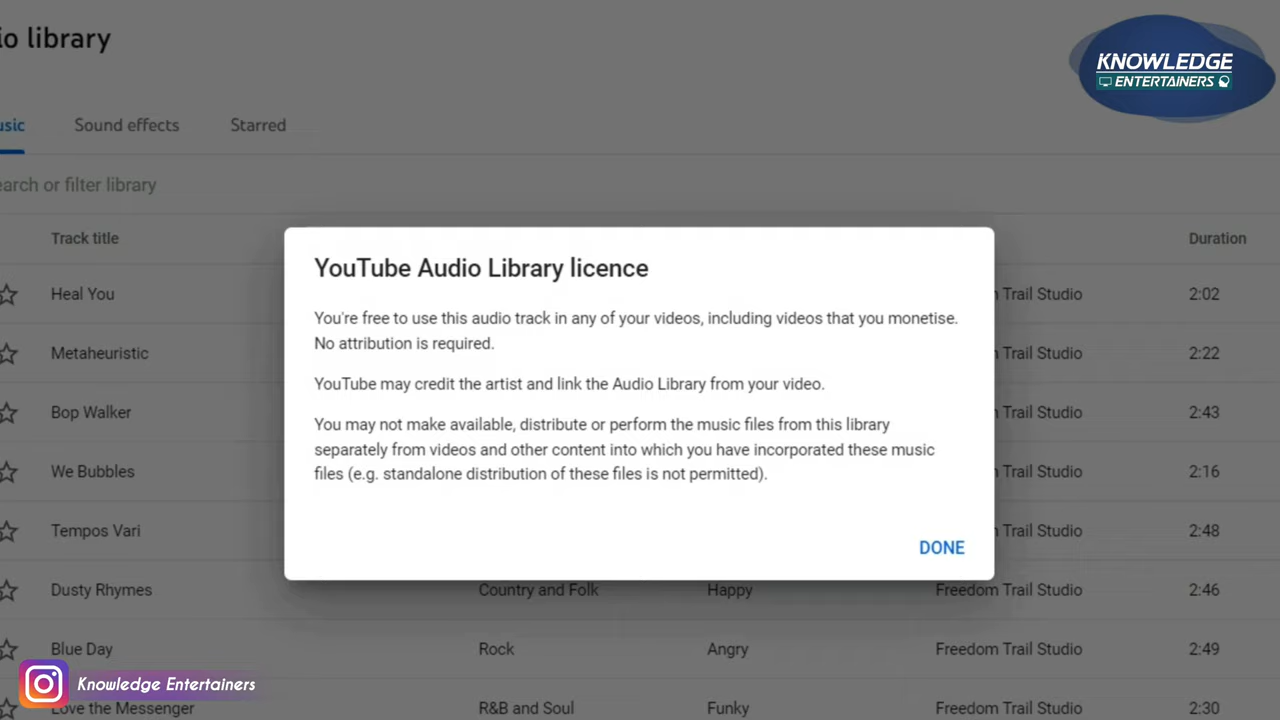 io library
KNOWLEDGE
ENTERTAINERS
usic Sound effects Starred
earch or filter library
Track title Duration
YouTube Audio Library licence
You're free to use this audio track in any of your videos, including videos that you monetise.
No attribution is required.
YouTube may credit the artist and link the Audio Library from your video.
You may not make available, distribute or perform the music files from this library
separately from videos and other content into which you have incorporated these music
files (e.g. standalone distribution of these files is not permitted).
DONE
Heal You m Trail Studio 2:02
Metaheuristic m Trail Studio 2:22
Bop Walker m Trail Studio 2:43
We Bubbles m Trail Studio 2:16
Tempos Vari m Trail Studio 2:48
Dusty Rhymes Country and Folk Happy Freedom Trail Studio 2:46
Blue Day Rock Angry Freedom Trail Studio 2:49
Knowledge Entertainers
Love the Messenger R&B and Soul Funky Freedom Trail Studio 2:30